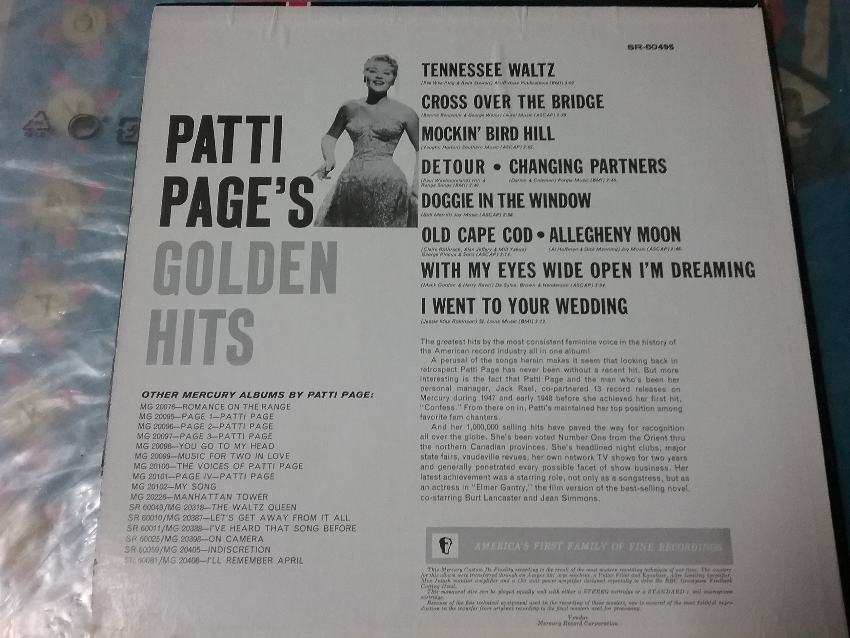 SR-60495
PATTI
PAGE'S
GOLDEN
HITS
TENNESSEE WALTZ
CROSS OVER THE BRIDGE
MOCKIN' BIRD HILL
DETOUR • CHANGING PARTNERS
DOGGIE IN THE WINDOW
OLD CAPE COD • ALLEGHENY MOON
WITH MY EYES WIDE OPEN I'M DREAMING
I WENT TO YOUR WEDDING
The greatest hits by the most consistent feminine voice in the history of
the American record industry all in one album!
A perusal of the songs herein makes it seem that looking back in
retrospect Patti Page has never been without a recent hit. But more
interesting is the fact that Patti Page and the man who's been her
personal manager, Jack Rael, co-partnered 13 record releases on
Mercury during 1947 and early 1948 before she achieved her first hit,
"Confess." From there on in, Patti's maintained her top position among
favorite fem chanters.
And her 1,000,000 selling hits have paved the way for recognition
all over the globe. She's been voted Number One from the Orient thru
the northern Canadian provinces. She's headlined night clubs, major
state fairs, vaudeville revues, her own network TV shows for two years
and generally penetrated every possible facet of show business. Her
latest achievement was a starring role, not only as a songstress, but as
an actress in "Elmer Gantry," the film version of the best-selling novel,
co-starring Burt Lancaster and Jean Simmons.
OTHER MERCURY ALBUMS BY PATTI PAGE:
MG 20076—ROMANCE ON THE RANGE
MG 20095—PAGE 1—PATTI PAGE
MG 20096—PAGE 2—PATTI PAGE
MG 20097—PAGE 3—PATTI PAGE
MG 20098—YOU GO TO MY HEAD
MG 20099—MUSIC FOR TWO IN LOVE
MG 20100—THE VOICES OF PATTI PAGE
MG 20101—PAGE IV—PATTI PAGE
MG 20102—MY SONG
MG 20226—MANHATTAN TOWER
SR 60049/MG 20318—THE WALTZ QUEEN
SR 60010/MG 20387—LET'S GET AWAY FROM IT ALL
SR 60011/MG 20388—I'VE HEARD THAT SONG BEFORE
SR 60025/MG 20398—ON CAMERA
SR 60059/MG 20405—INDISCRETION
SR 60081/MG 20406—I'LL REMEMBER APRIL
AMERICA'S FIRST FAMILY OF FINE RECORDINGS
Vendor
Mercury Record Corporation